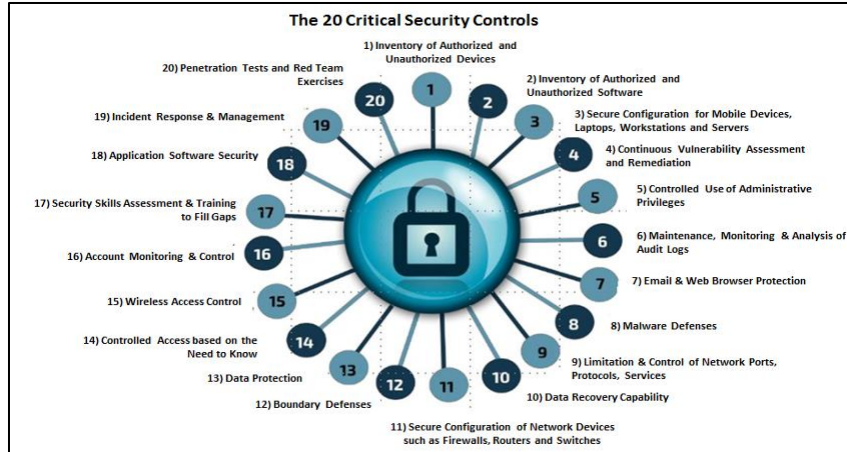 The 20 Critical Security Controls
1) Inventory of Authorized and
Unauthorized Devices
2) Inventory of Authorized and
Unauthorized Software
3) Secure Configuration for Mobile Devices,
Laptops, Workstations and Servers
4) Continuous Vulnerability Assessment
and Remediation
5) Controlled Use of Administrative
Privileges
6) Maintenance, Monitoring & Analysis of
Audit Logs
7) Email & Web Browser Protection
8) Malware Defenses
9) Limitation & Control of Network Ports,
Protocols, Services
10) Data Recovery Capability
11) Secure Configuration of Network Devices
such as Firewalls, Routers and Switches
12) Boundary Defenses
13) Data Protection
14) Controlled Access based on the
Need to Know
15) Wireless Access Control
16) Account Monitoring & Control
17) Security Skills Assessment & Training
to Fill Gaps
18) Application Software Security
19) Incident Response & Management
20) Penetration Tests and Red Team
Exercises
1
2
3
4
5
6
7
8
9
10
11
12
13
14
15
16
17
18
19
20